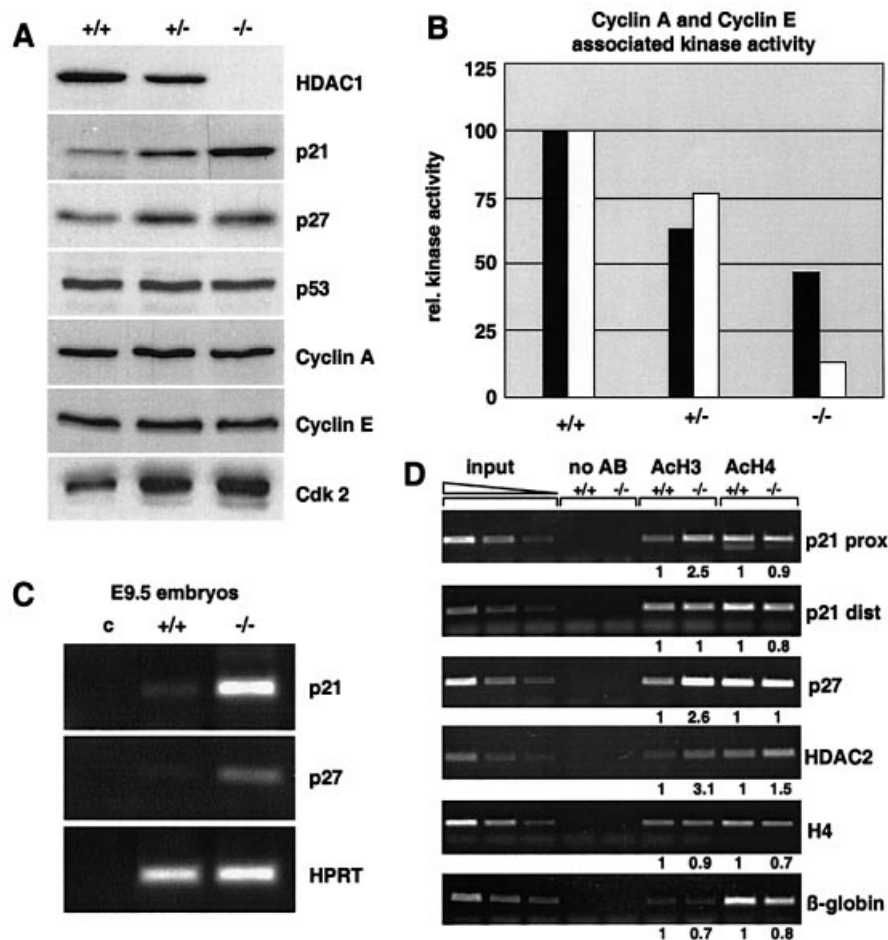 A
+/+ +/- -/-
HDAC1
p21
p27
p53
Cyclin A
Cyclin E
Cdk 2
B
Cyclin A and Cyclin E
associated kinase activity
rel. kinase activity
125
100
75
50
25
0
+/+ +/- -/-
C
E9.5 embryos
c +/+ -/-
p21
p27
HPRT
D
input no AB AcH3 AcH4
+/+ -/- +/+ -/- +/+ -/-
p21 prox
1 2.5 1 0.9
p21 dist
1 1 1 0.8
p27
1 2.6 1 1
HDAC2
1 3.1 1 1.5
H4
1 0.9 1 0.7
ß-globin
1 0.7 1 0.8